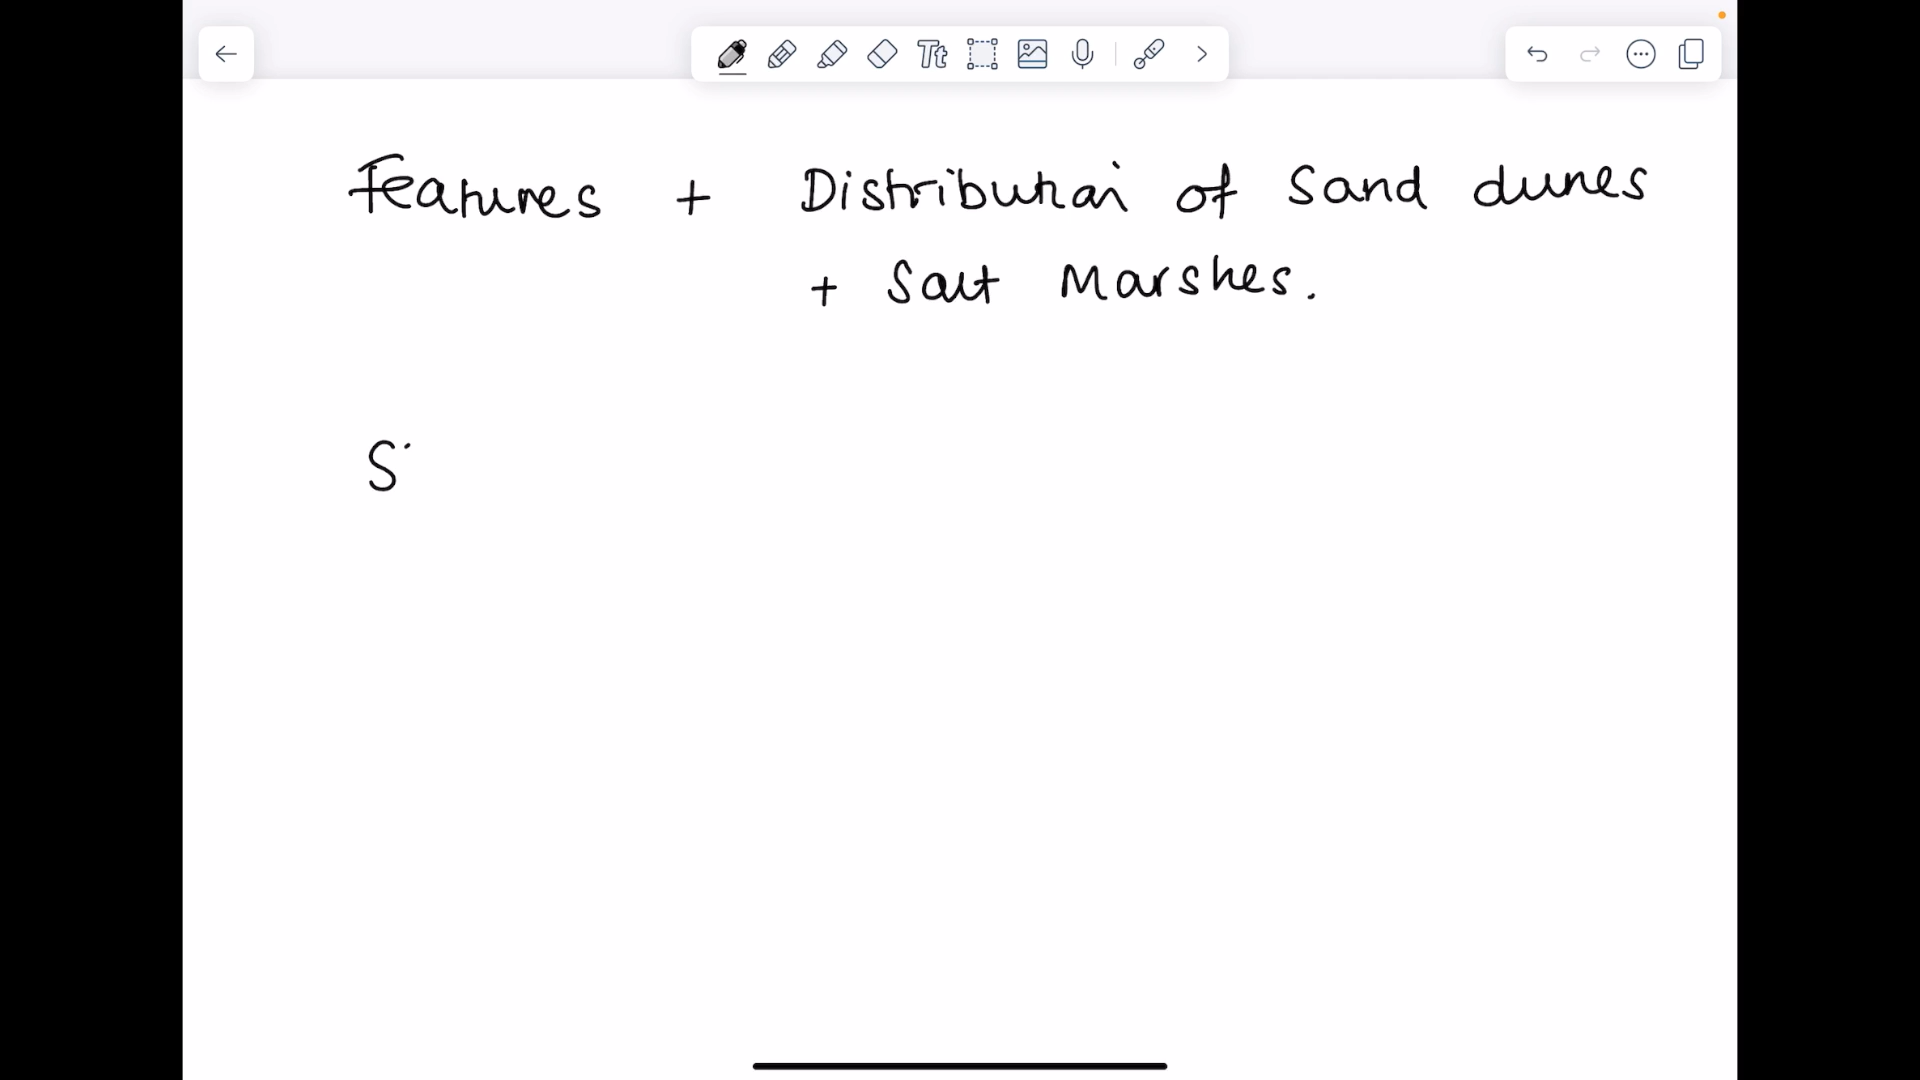 Features + Distribution of Sand dunes
+ Salt Marshes.
S